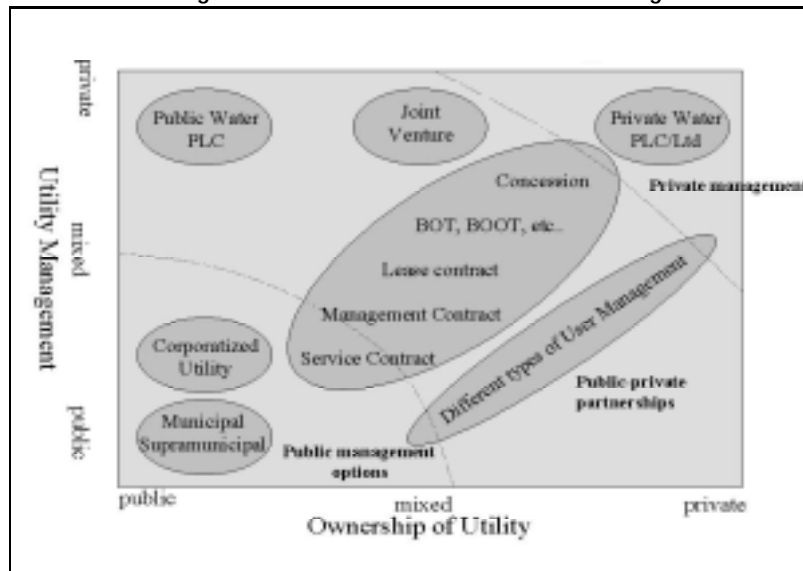 private
Public Water
PLC
Joint
Venture
Private Water
PLC/Ltd
Concession
Private management
BOT, BOOT, etc..
Utility Management
mixed
Lease contract
Management Contract
Different types of User Management
Corporatized
Utility
Service Contract
Public-private
partnerships
public
Municipal
Supramunicipal
Public management
options
public
mixed
private
Ownership of Utility